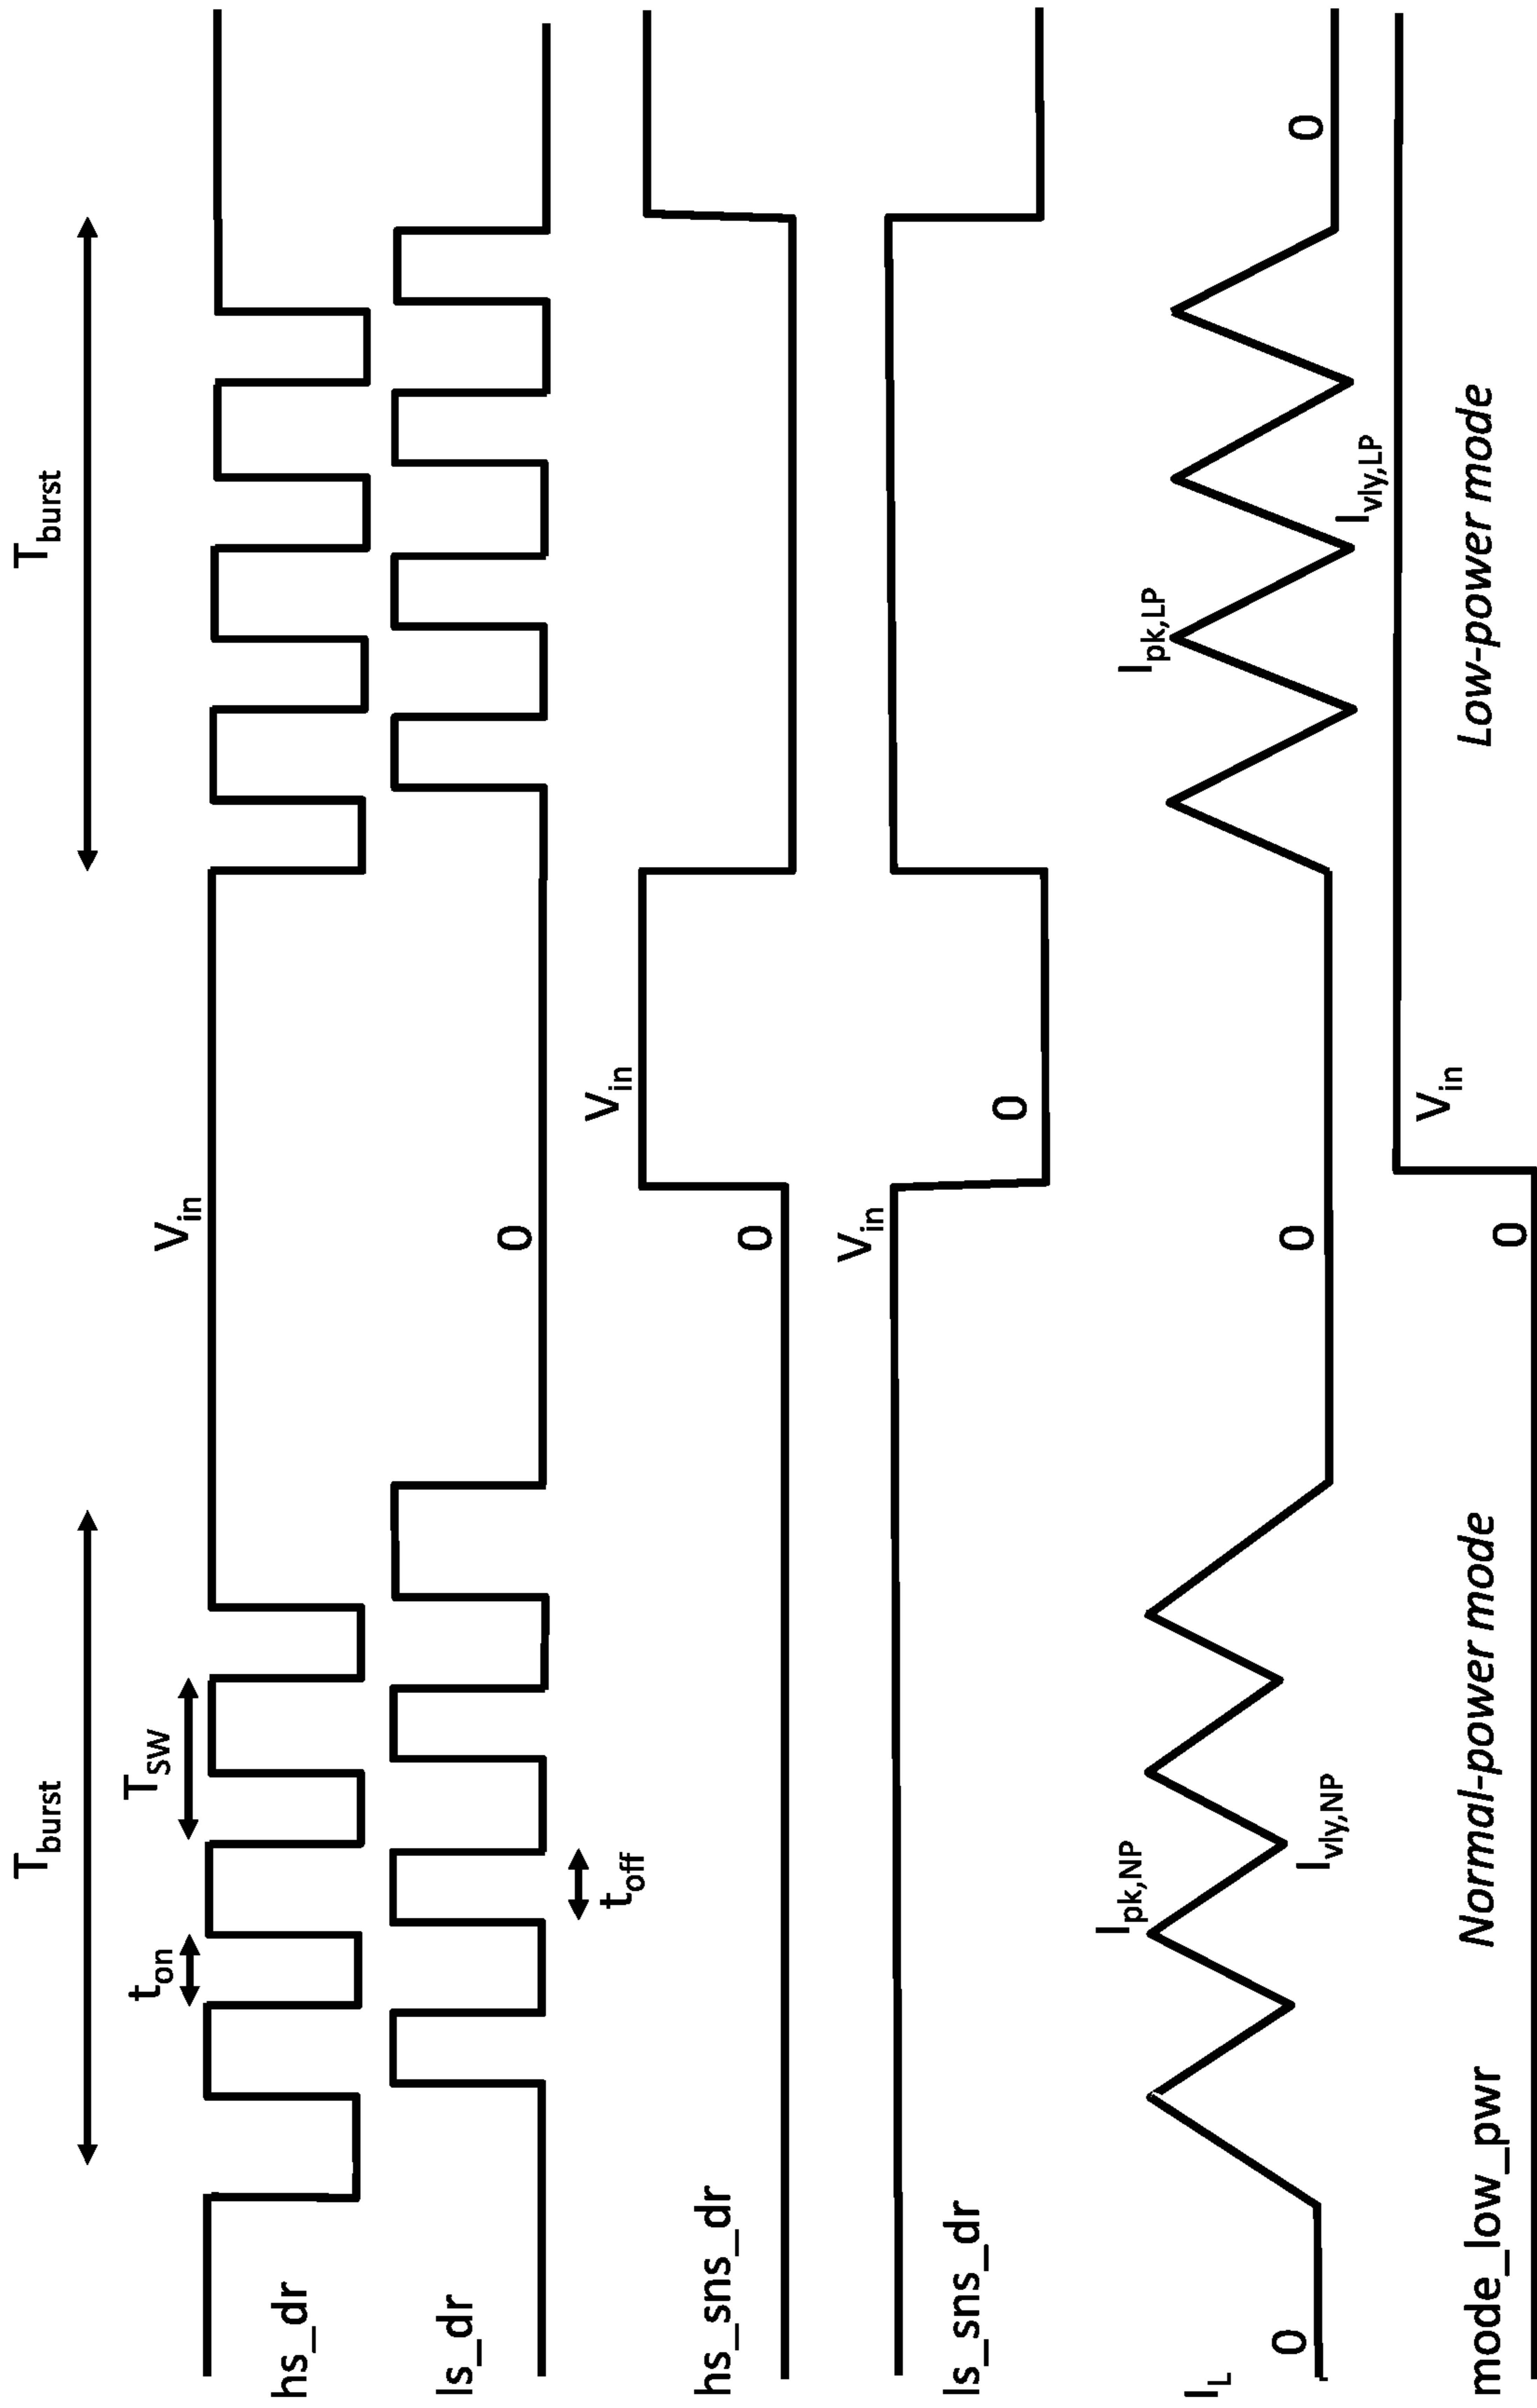 T_burst
T_burst
T_SW
t_on
V_in
hs_dr
ls_dr
0
t_off
V_in
hs_sns_dr
0
V_in
ls_sns_dr
0
I_L
I_pk,NP
I_pk,LP
0
0
0
I_vly,NP
I_vly,LP
V_in
mode_low_pwr
0
Normal-power mode
Low-power mode